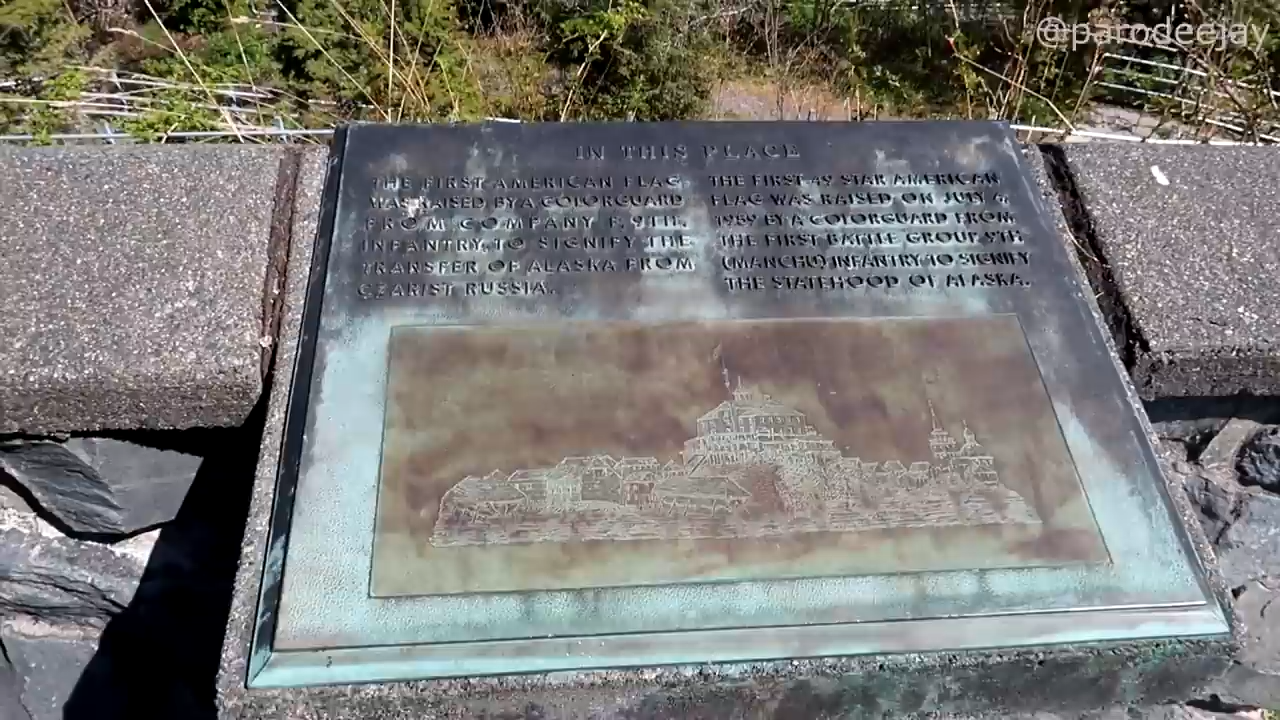 @parodeejay
IN THIS PLACE
THE FIRST AMERICAN FLAG
WAS RAISED BY A COLORGUARD
FROM COMPANY F, 9TH.
INFANTRY, TO SIGNIFY THE
TRANSFER OF ALASKA FROM
CZARIST RUSSIA.
THE FIRST 49 STAR AMERICAN
FLAG WAS RAISED ON JULY 4,
1959 BY A COLORGUARD FROM
THE FIRST BATTLE GROUP 9TH
(MANCHU) INFANTRY TO SIGNIFY
THE STATEHOOD OF ALASKA.